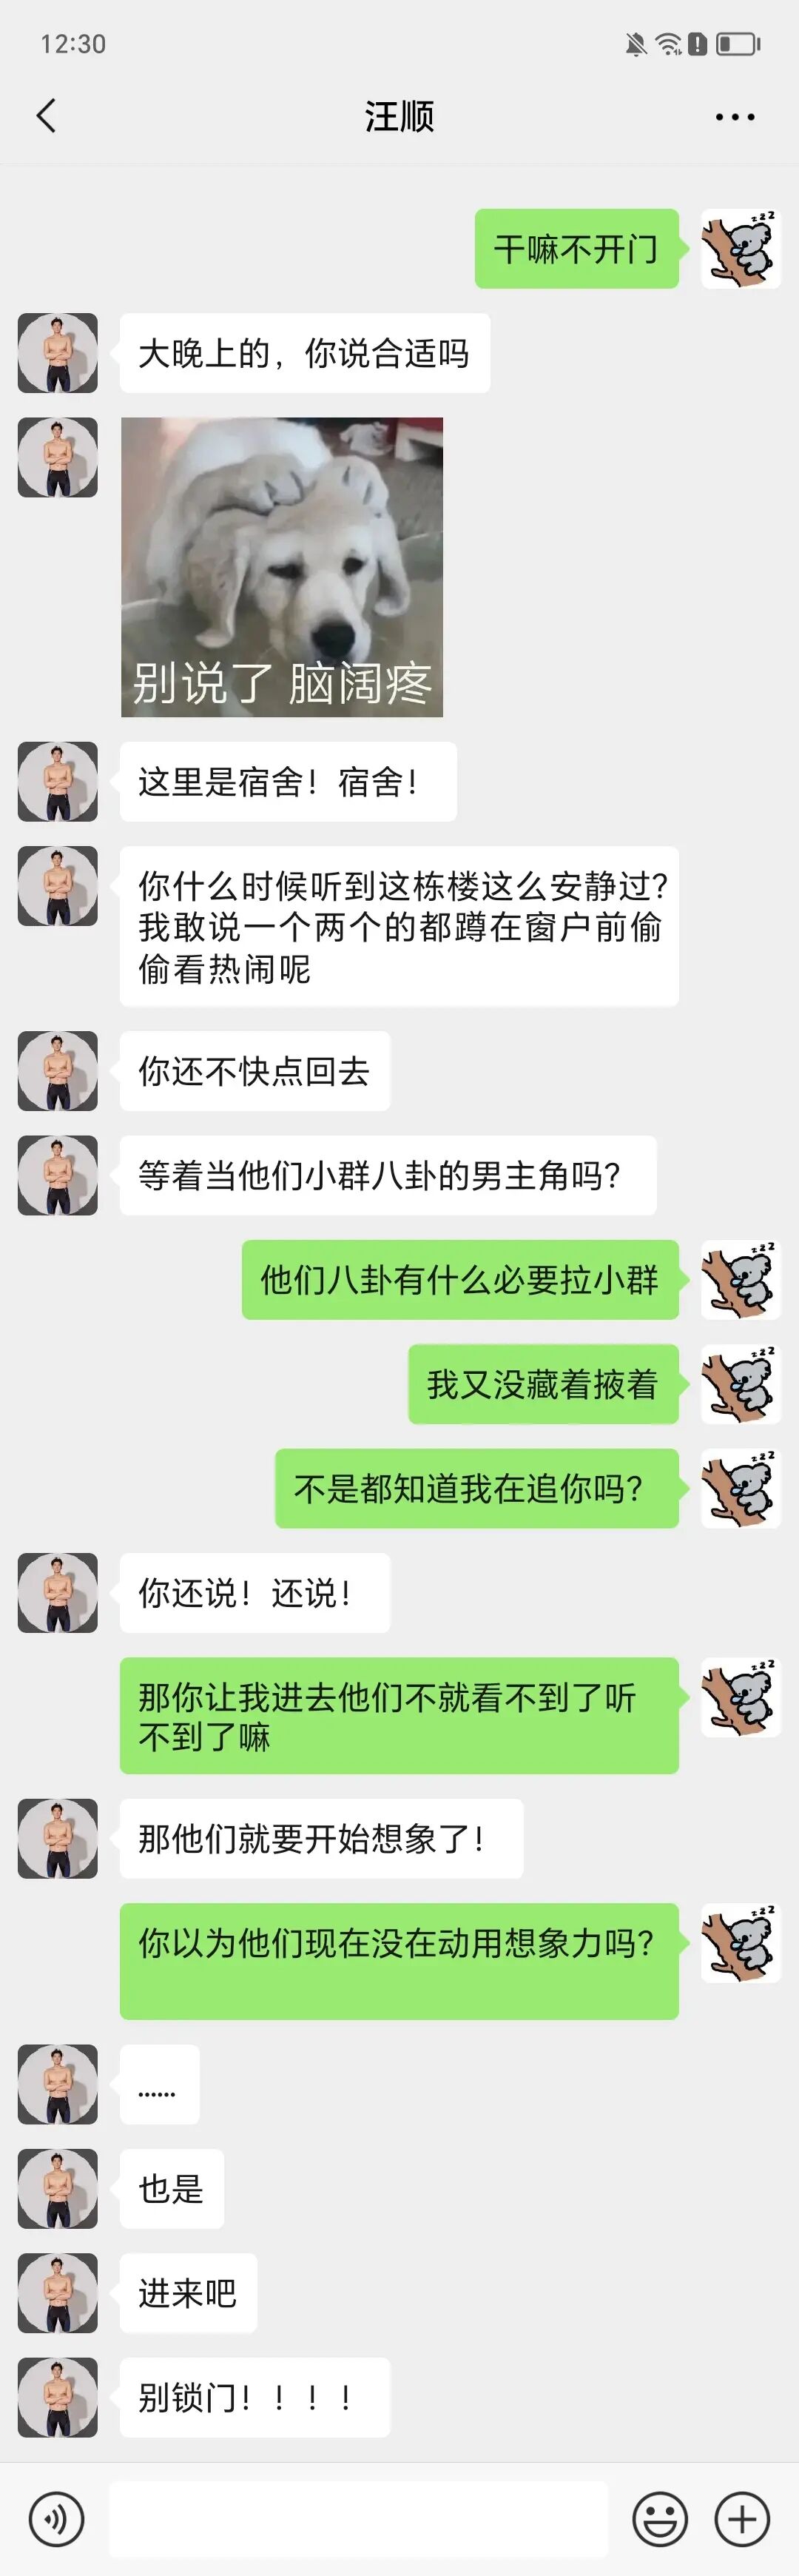 12:30
汪顺
干嘛不开门
大晚上的，你说合适吗
别说了 脑阔疼
这里是宿舍！宿舍！
你什么时候听到这栋楼这么安静过？
我敢说一个两个的都蹲在窗户前偷
偷看热闹呢
你还不快点回去
等着当他们小群八卦的男主角吗？
他们八卦有什么必要拉小群
我又没藏着掖着
不是都知道我在追你吗？
你还说！还说！
那你让我进去他们不就看不到了听
不到了嘛
那他们就要开始想象了！
你以为他们现在没在动用想象力吗？
……
也是
进来吧
别锁门！！！！